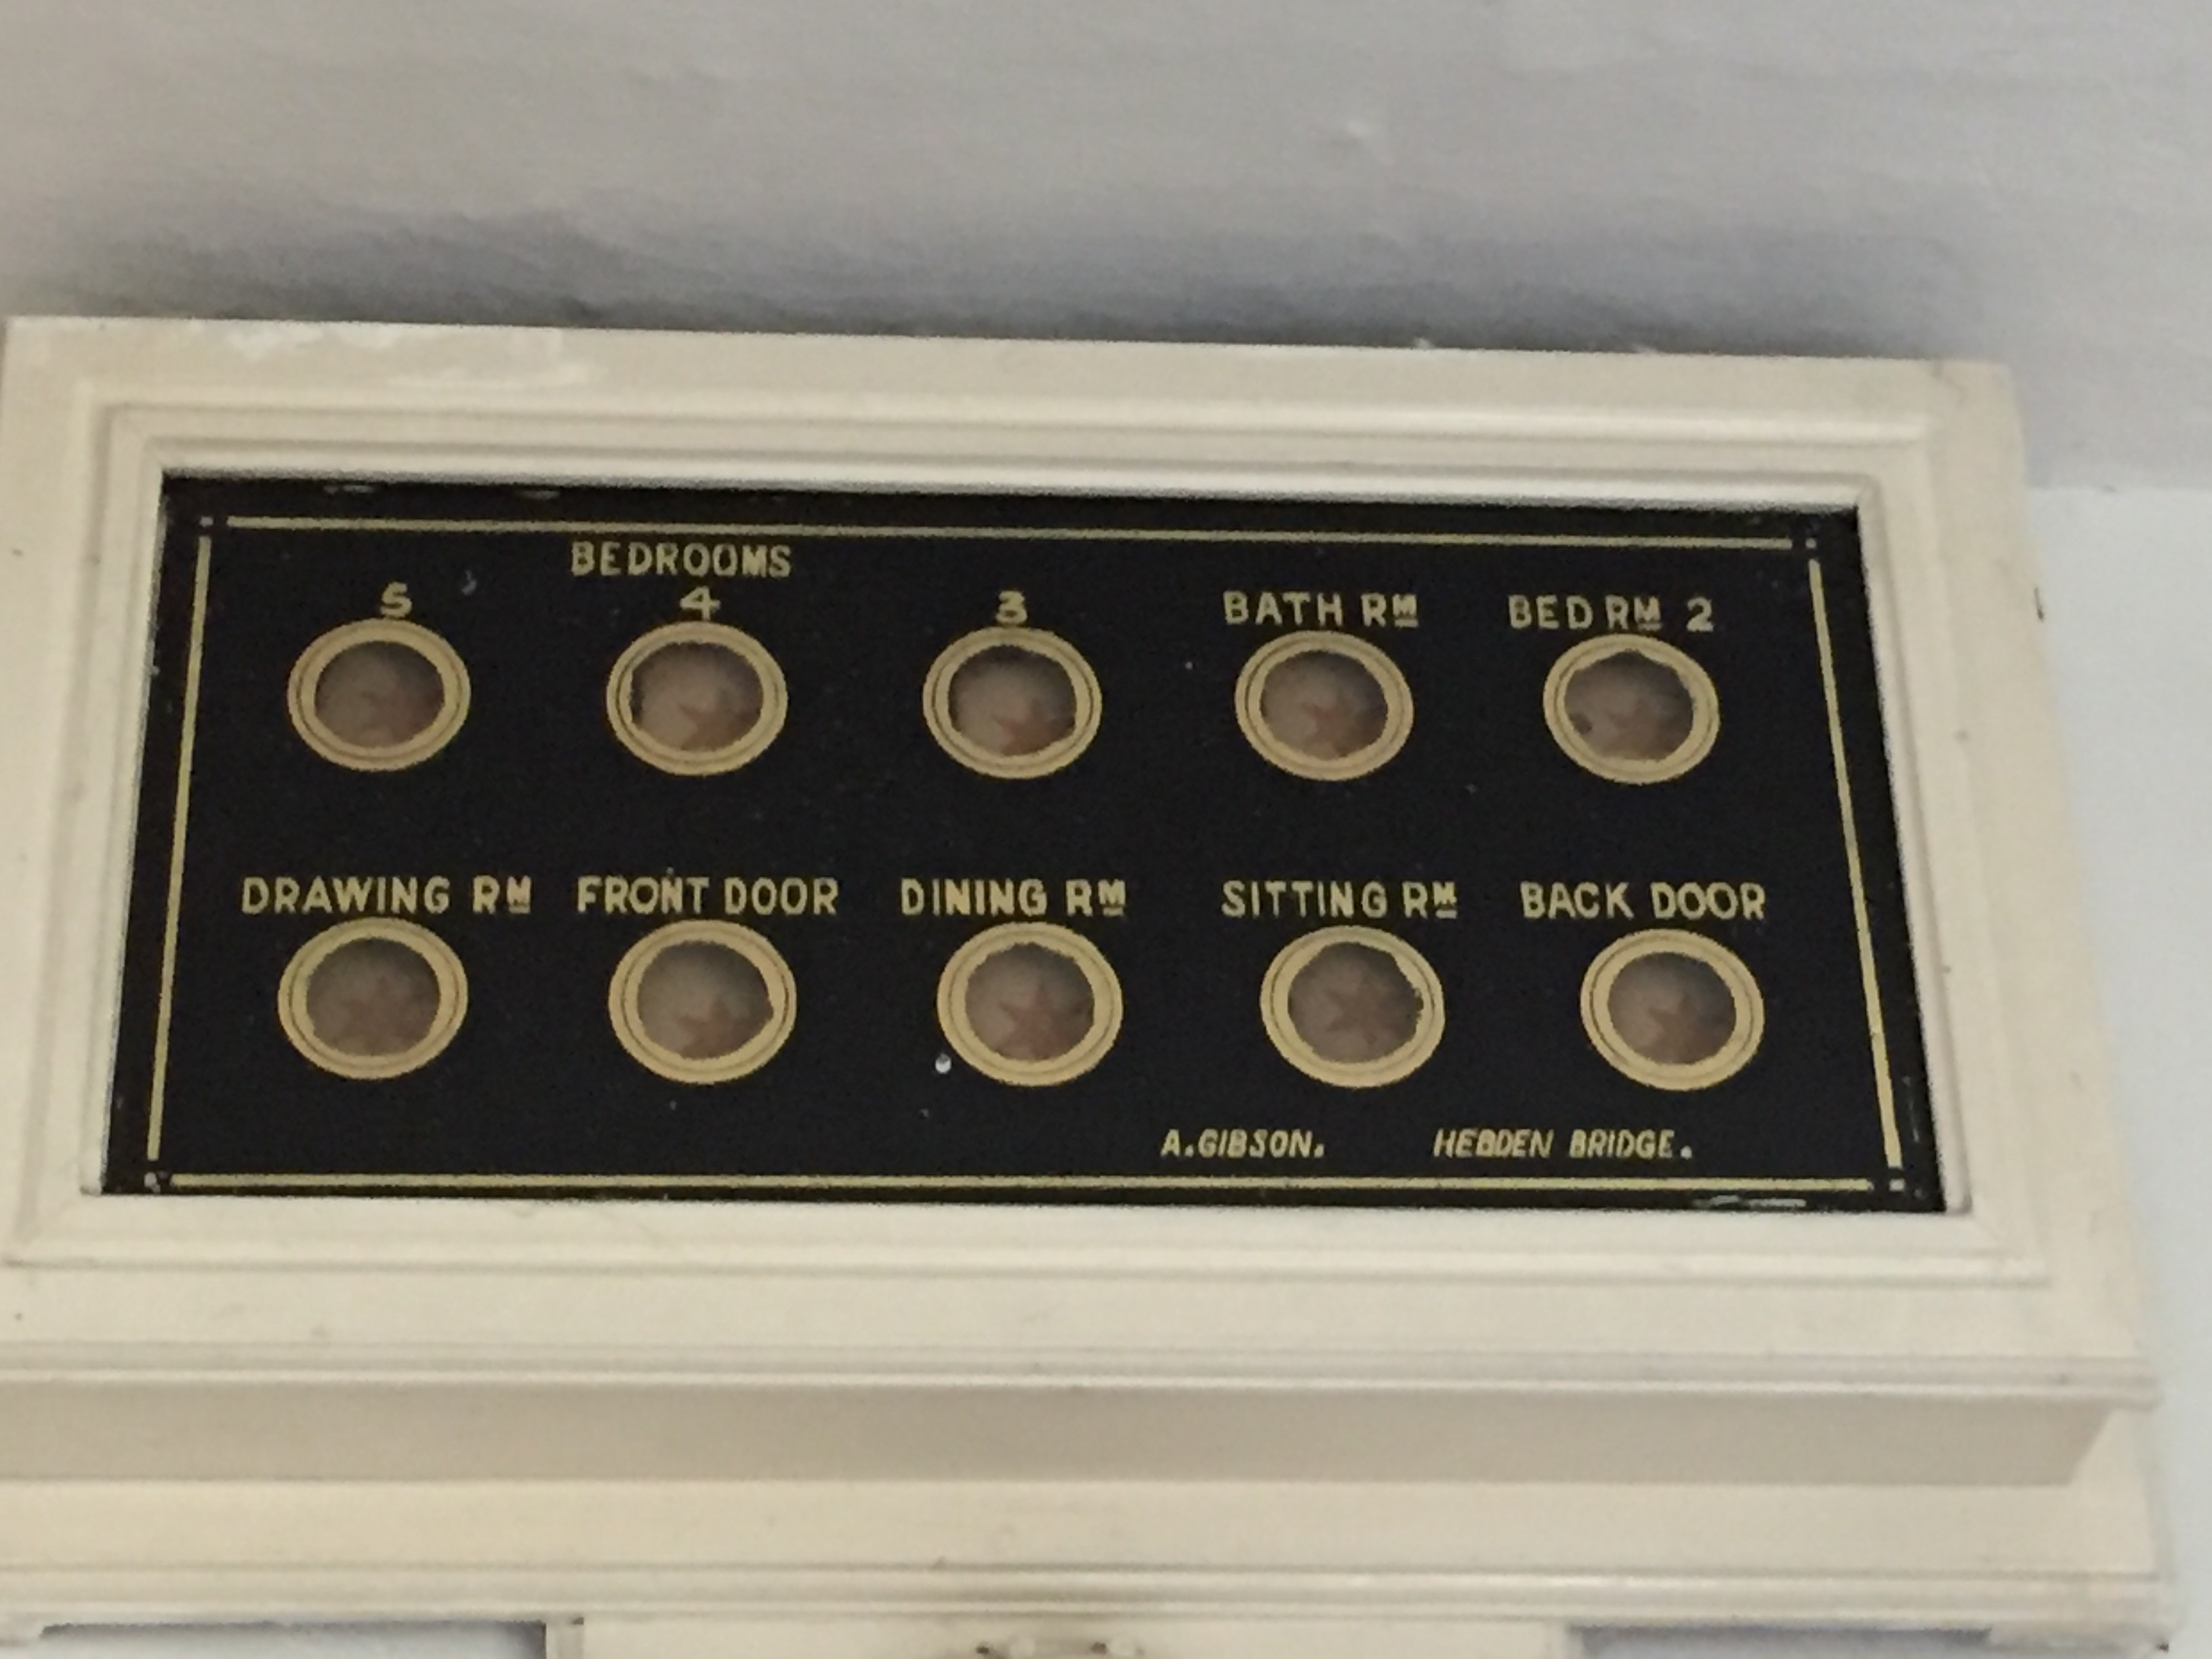 BEDROOMS
5 4 3 BATH RM BED RM 2
DRAWING RM FRONT DOOR DINING RM SITTING RM BACK DOOR
A.GIBSON. HEBDEN BRIDGE.